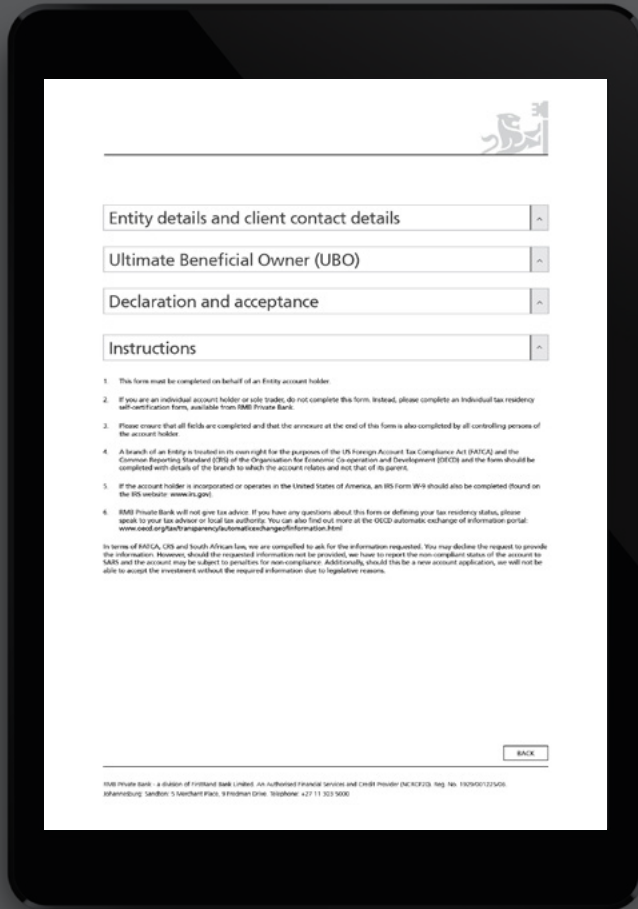 Entity details and client contact details
Ultimate Beneficial Owner (UBO)
Declaration and acceptance
Instructions
1. This form must be completed on behalf of an Entity account holder.
2. If you are an individual account holder or sole trader, do not complete this form. Instead, please complete an Individual tax residency
self-certification form, available from RMB Private Bank.
3. Please ensure that all fields are completed and that the annexure at the end of this form is also completed by all controlling persons of
the account holder.
4. A branch of an Entity is treated in its own right for the purposes of the US Foreign Account Tax Compliance Act (FATCA) and the
Common Reporting Standard (CRS) of the Organisation for Economic Co-operation and Development (OECD) and the form should be
completed with details of the branch to which the account relates and not that of its parent.
5. If the account holder is incorporated or operates in the United States of America, an IRS Form W-9 should also be completed (found on
the IRS website: www.irs.gov).
6. RMB Private Bank will not give tax advice. If you have any questions about this form or defining your tax residency status, please
speak to your tax advisor or local tax authority. You can also find out more at the OECD automatic exchange of information portal:
www.oecd.org/tax/transparency/automaticexchangeofinformation.html
In terms of FATCA, CRS and South African law, we are compelled to ask for the information requested. You may decline the request to provide
the information. However, should the requested information not be provided, we have to report the non-compliant status of the account to
SARS and the account may be subject to penalties for non-compliance. Additionally, should this be a new account application, we will not be
able to accept the investment without the required information due to legislative reasons.
BACK
RMB Private Bank - a division of FirstRand Bank Limited. An Authorised Financial Services and Credit Provider (NCRCP20). Reg. No. 1929/001225/06.
Johannesburg: Sandton: 5 Merchant Place, 9 Fredman Drive. Telephone: +27 11 303 5600